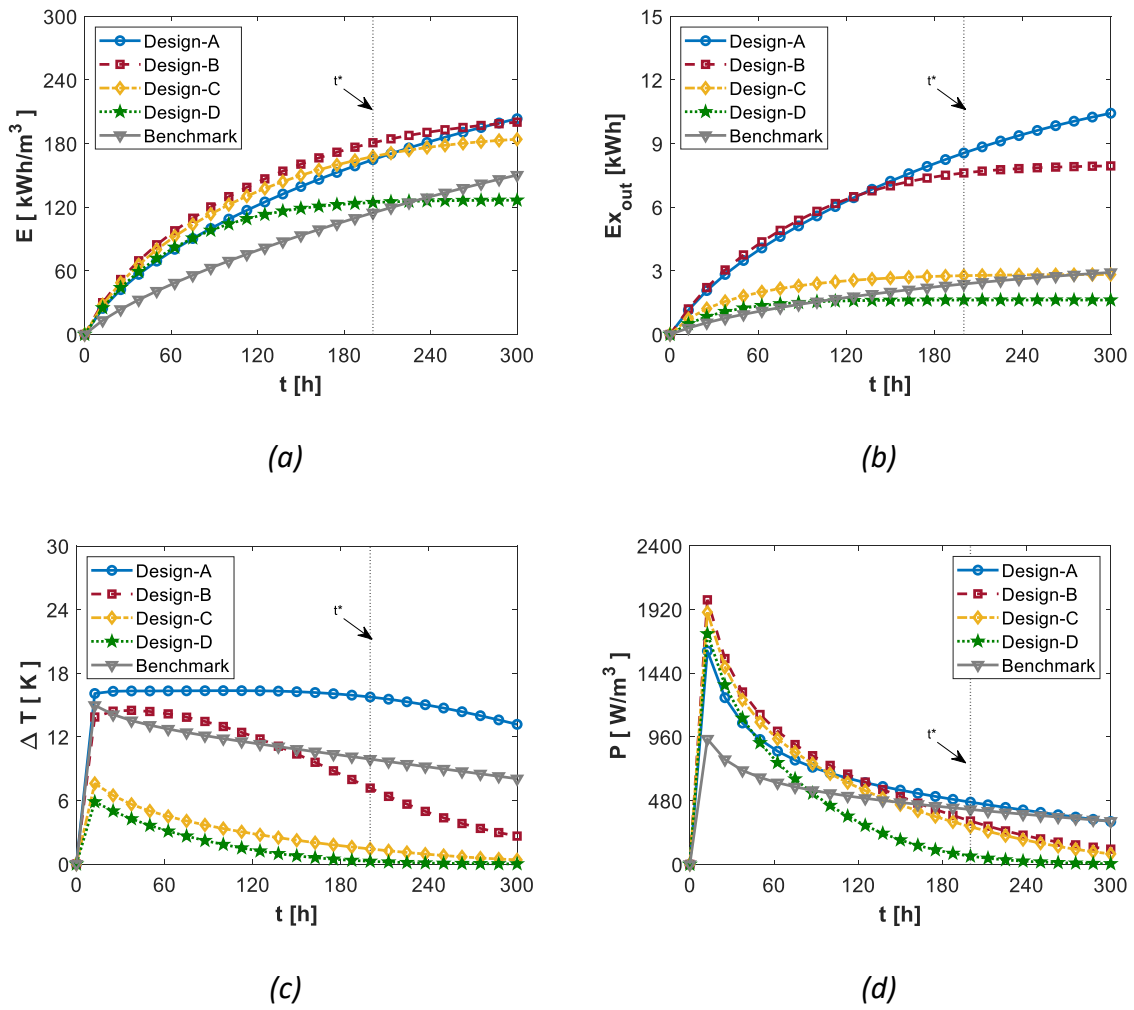 300
240
180
120
60
0
E [ kWh/m³ ]
Design-A
Design-B
Design-C
Design-D
Benchmark
t*
0 60 120 180 240 300
t [h]
(a)
15
12
9
6
3
0
Ex_out [kWh]
Design-A
Design-B
Design-C
Design-D
Benchmark
t*
0 60 120 180 240 300
t [h]
(b)
30
24
18
12
6
0
Δ T [ K ]
Design-A
Design-B
Design-C
Design-D
Benchmark
t*
0 60 120 180 240 300
t [h]
(c)
2400
1920
1440
960
480
0
P [ W/m³ ]
Design-A
Design-B
Design-C
Design-D
Benchmark
t*
0 60 120 180 240 300
t [h]
(d)